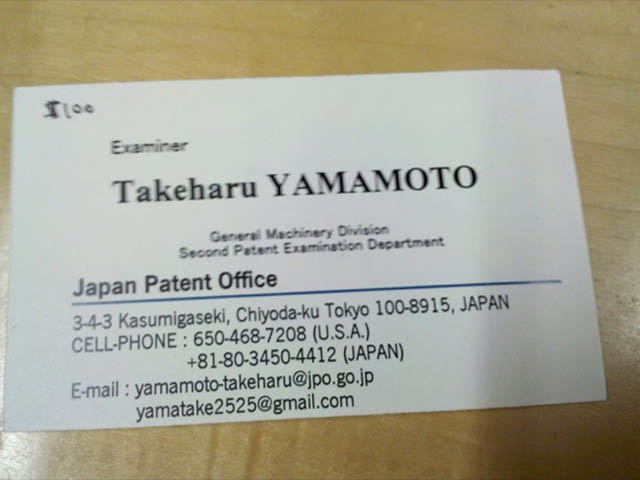 $100
Examiner
Takeharu YAMAMOTO
General Machinery Division
Second Patent Examination Department
Japan Patent Office
3-4-3 Kasumigaseki, Chiyoda-ku Tokyo 100-8915, JAPAN
CELL-PHONE : 650-468-7208 (U.S.A.)
+81-80-3450-4412 (JAPAN)
E-mail : yamamoto-takeharu@jpo.go.jp
yamatake2525@gmail.com